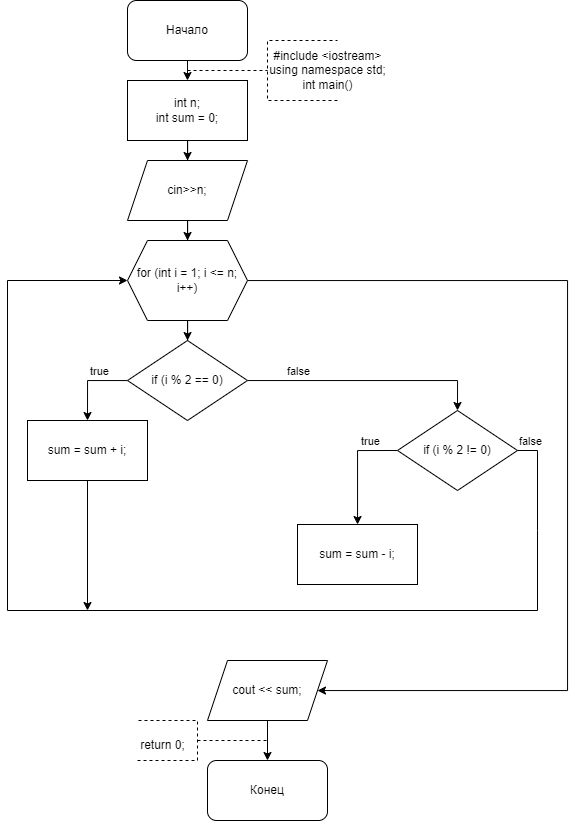 Начало
#include <iostream>
using namespace std;
int main()
int n;
int sum = 0;
cin>>n;
for (int i = 1; i <= n;
i++)
true
if (i % 2 == 0)
false
sum = sum + i;
true
if (i % 2 != 0)
false
sum = sum - i;
cout << sum;
return 0;
Конец